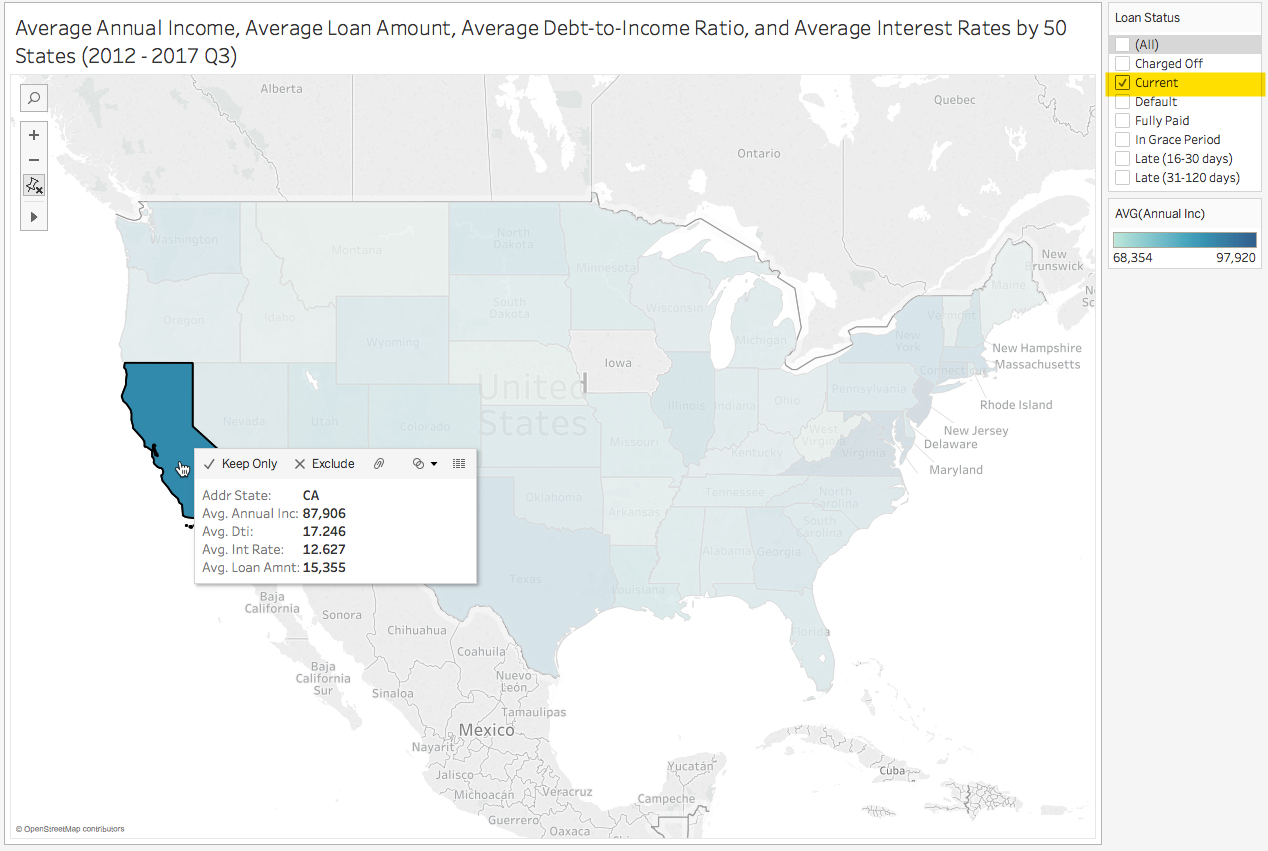 Average Annual Income, Average Loan Amount, Average Debt-to-Income Ratio, and Average Interest Rates by 50
States (2012 - 2017 Q3)
Loan Status
(All)
Charged Off
Current
Default
Fully Paid
In Grace Period
Late (16-30 days)
Late (31-120 days)
AVG(Annual Inc)
68,354 97,920
Alberta
Quebec
Ontario
New
Brunswick
Washington
Montana
North
Dakota
Minnesota
Maine
Oregon
Idaho
South
Dakota
Wisconsin
Vermont
New
York
Michigan
Wyoming
Iowa
New Hampshire
Massachusetts
Connecticut
Rhode Island
United
States
Nevada
Utah
Colorado
Illinois
Indiana
Ohio
Pennsylvania
New Jersey
Delaware
Maryland
West
Virginia
Virginia
Missouri
Kentucky
Keep Only
Exclude
Addr State: CA
Avg. Annual Inc: 87,906
Avg. Dti: 17.246
Avg. Int Rate: 12.627
Avg. Loan Amnt: 15,355
Oklahoma
Arkansas
Tennessee
North
Carolina
South
Carolina
Alabama
Georgia
Texas
Louisiana
Florida
Baja
California
Sonora
Chihuahua
Coahuila
Baja
California
Sur
Sinaloa
Nuevo
León
Tamaulipas
Mexico
Nayarit
Jalisco
Michoacán
Veracruz
Guerrero
Oaxaca
Yucatán
Campeche
Cuba
© OpenStreetMap contributors